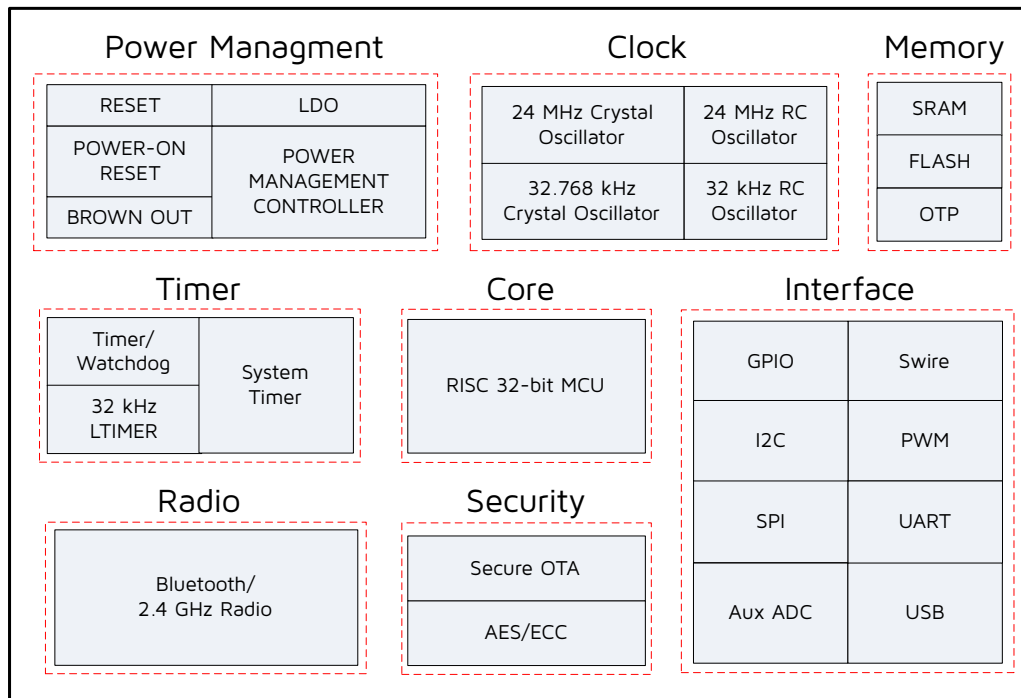 Power Managment
RESET
LDO
POWER-ON
RESET
POWER
MANAGEMENT
CONTROLLER
BROWN OUT
Clock
24 MHz Crystal
Oscillator
24 MHz RC
Oscillator
32.768 kHz
Crystal Oscillator
32 kHz RC
Oscillator
Memory
SRAM
FLASH
OTP
Timer
Timer/
Watchdog
32 kHz
LTIMER
System
Timer
Core
RISC 32-bit MCU
Interface
GPIO
Swire
I2C
PWM
SPI
UART
Aux ADC
USB
Radio
Bluetooth/
2.4 GHz Radio
Security
Secure OTA
AES/ECC